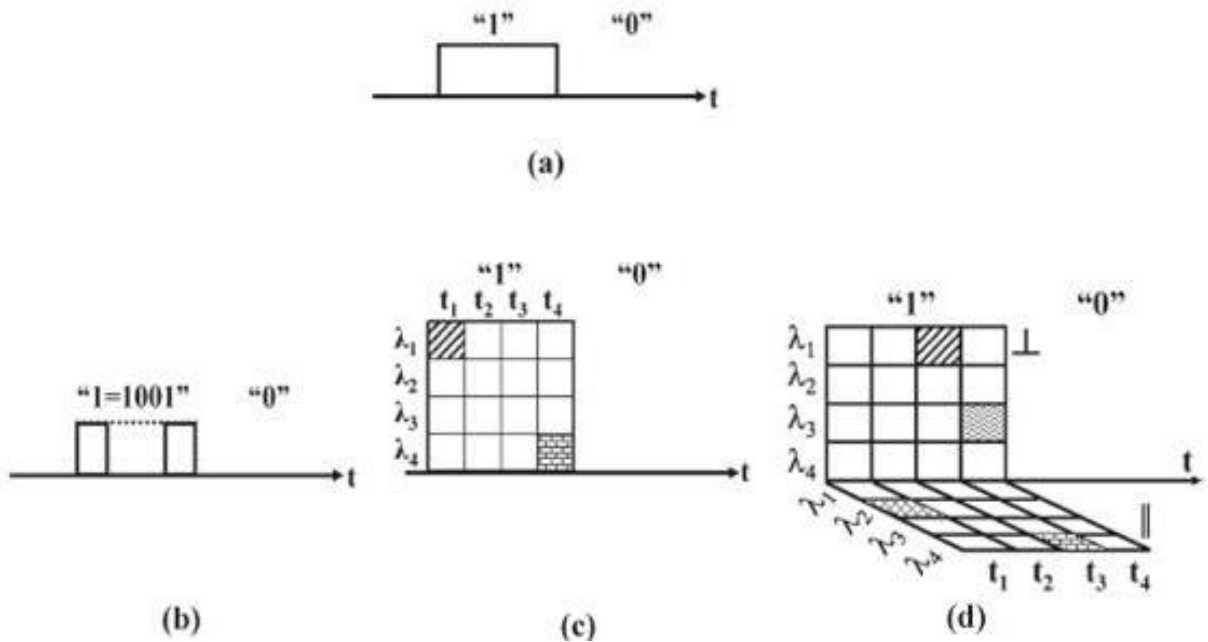 “1” “0”
t
(a)
“1” “0”
t₁ t₂ t₃ t₄
λ₁
λ₂
λ₃
λ₄
t
(c)
“1=1001” “0”
t
(b)
“1” “0”
λ₁ ⊥
λ₂
λ₃
λ₄
t
λ₁
λ₂
λ₃
λ₄
||
t₁ t₂ t₃ t₄
(d)